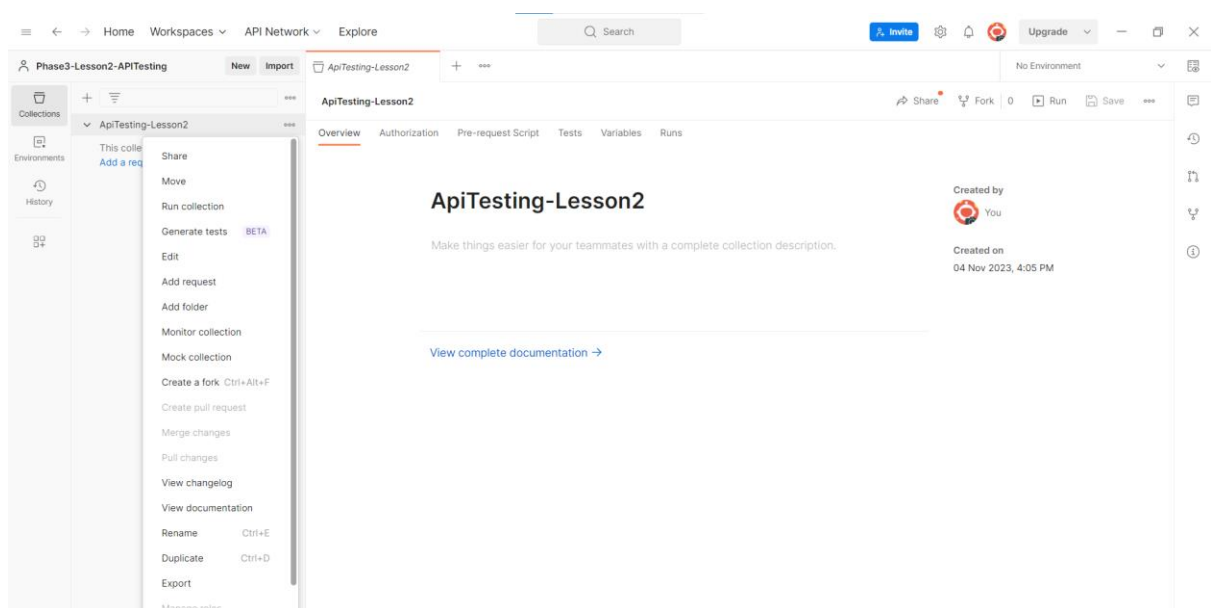 Home Workspaces API Network Explore Search Invite Upgrade
Phase3-Lesson2-APITesting New Import ApiTesting-Lesson2 No Environment
Collections
ApiTesting-Lesson2 Share Fork 0 Run Save
ApiTesting-Lesson2
Overview Authorization Pre-request Script Tests Variables Runs
This colle
Add a req
Environments
History
Share
Move
Run collection
Generate tests BETA
Edit
Add request
Add folder
Monitor collection
Mock collection
Create a fork Ctrl+Alt+F
Create pull request
Merge changes
Pull changes
View changelog
View documentation
Rename Ctrl+E
Duplicate Ctrl+D
Export
Manage roles
ApiTesting-Lesson2
Make things easier for your teammates with a complete collection description.
View complete documentation →
Created by
You
Created on
04 Nov 2023, 4:05 PM